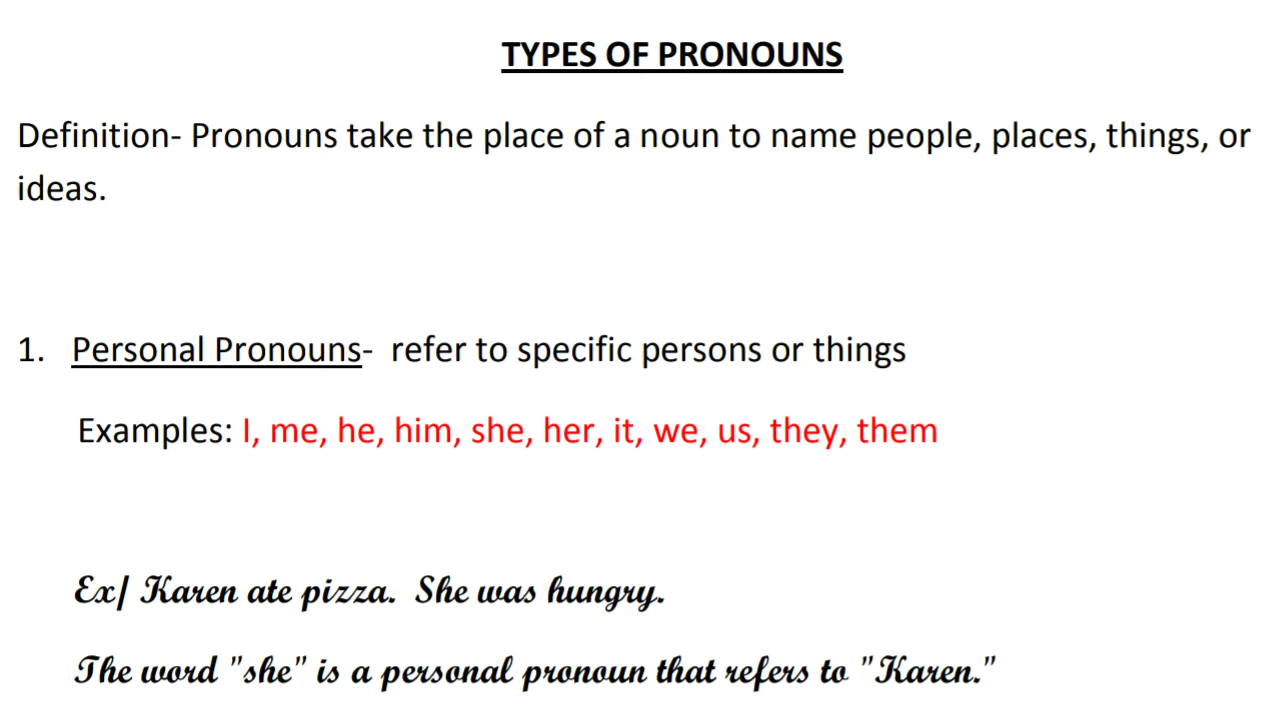 TYPES OF PRONOUNS
Definition- Pronouns take the place of a noun to name people, places, things, or
ideas.
1. Personal Pronouns- refer to specific persons or things
Examples: I, me, he, him, she, her, it, we, us, they, them
Ex/ Karen ate pizza. She was hungry.
The word "she" is a personal pronoun that refers to "Karen."